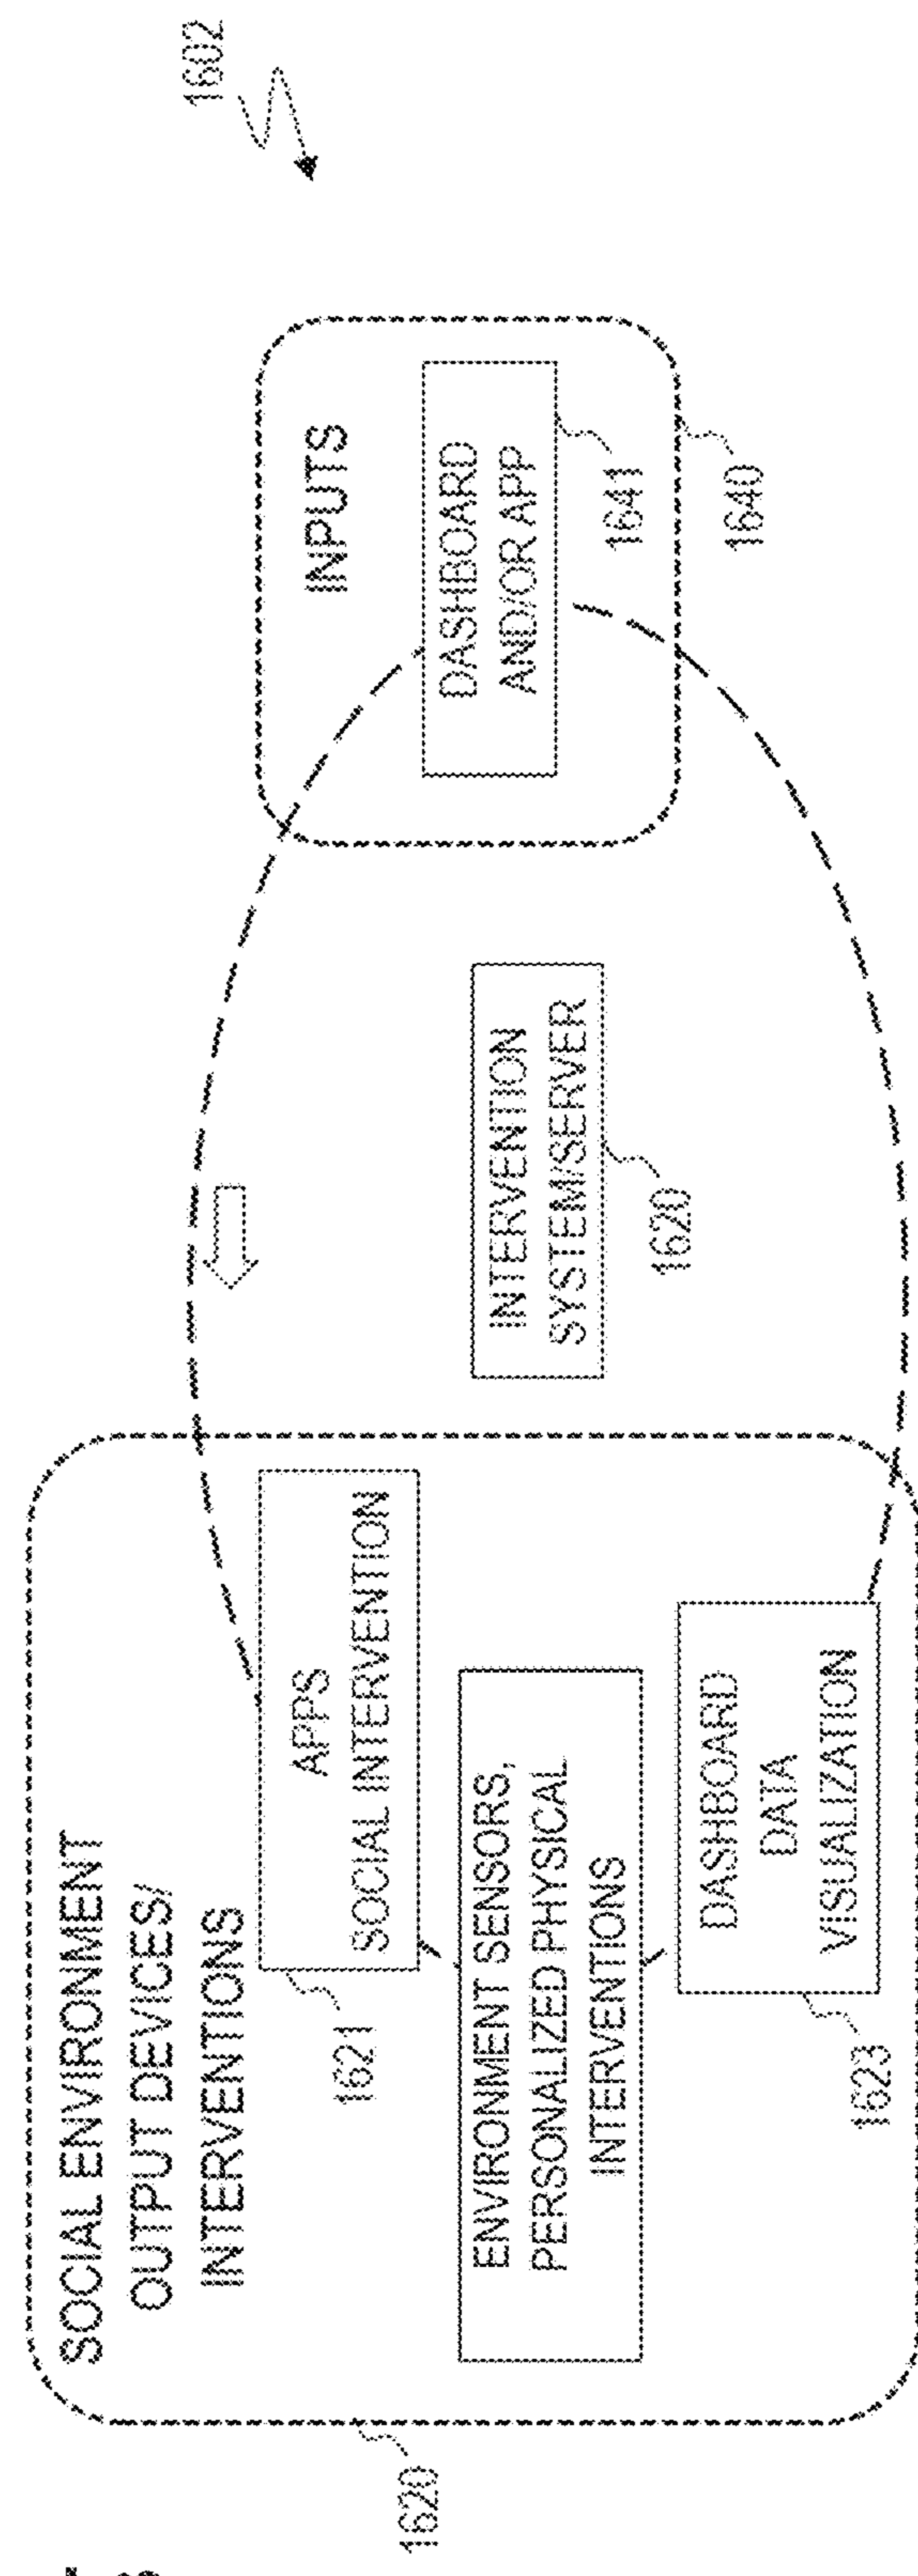 1602
SOCIAL ENVIRONMENT
OUTPUT DEVICES/
INTERVENTIONS
1620
APPS
SOCIAL INTERVENTION
1621
ENVIRONMENT SENSORS,
PERSONALIZED PHYSICAL
INTERVENTIONS
DASHBOARD
DATA
VISUALIZATION
1623
INTERVENTION
SYSTEM/SERVER
1620
INPUTS
DASHBOARD
AND/OR APP
1641
1640